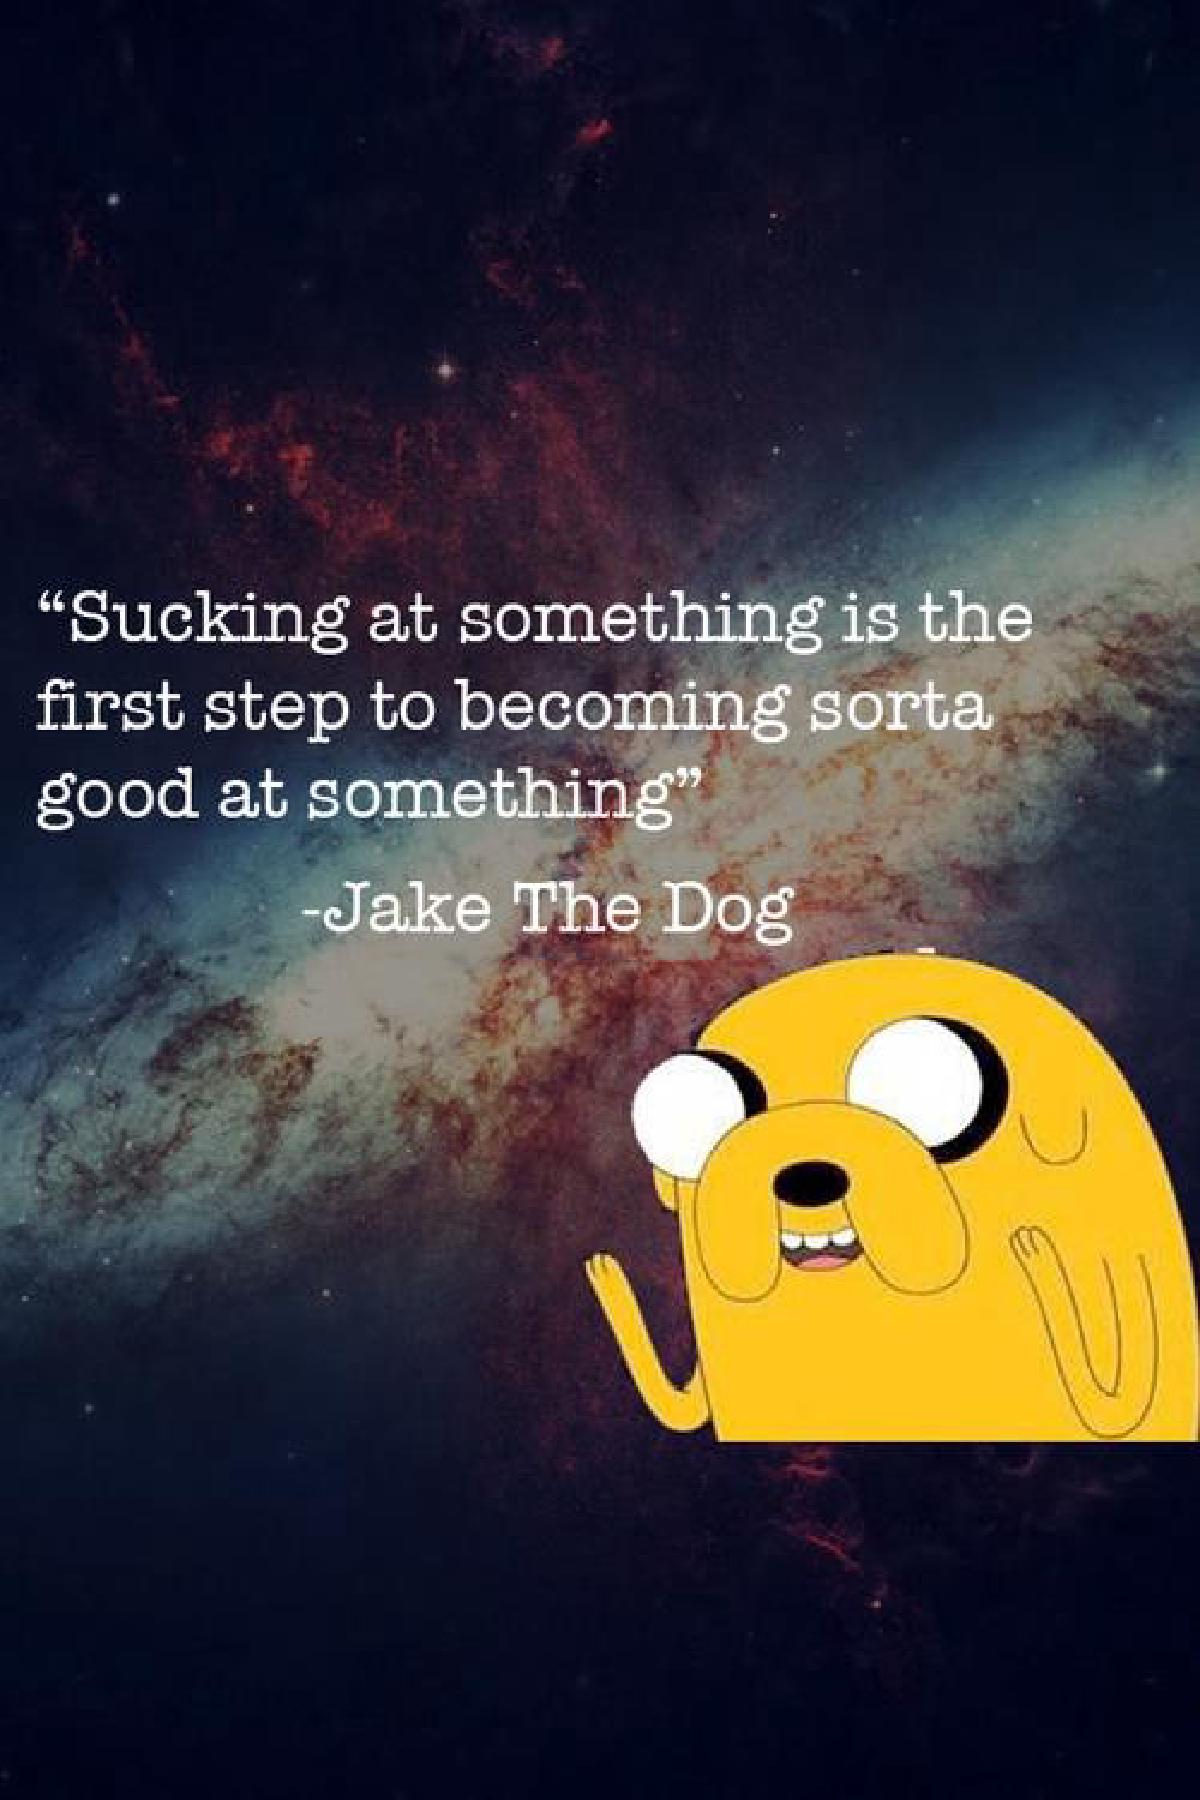 “Sucking at something is the
first step to becoming sorta
good at something”
-Jake The Dog